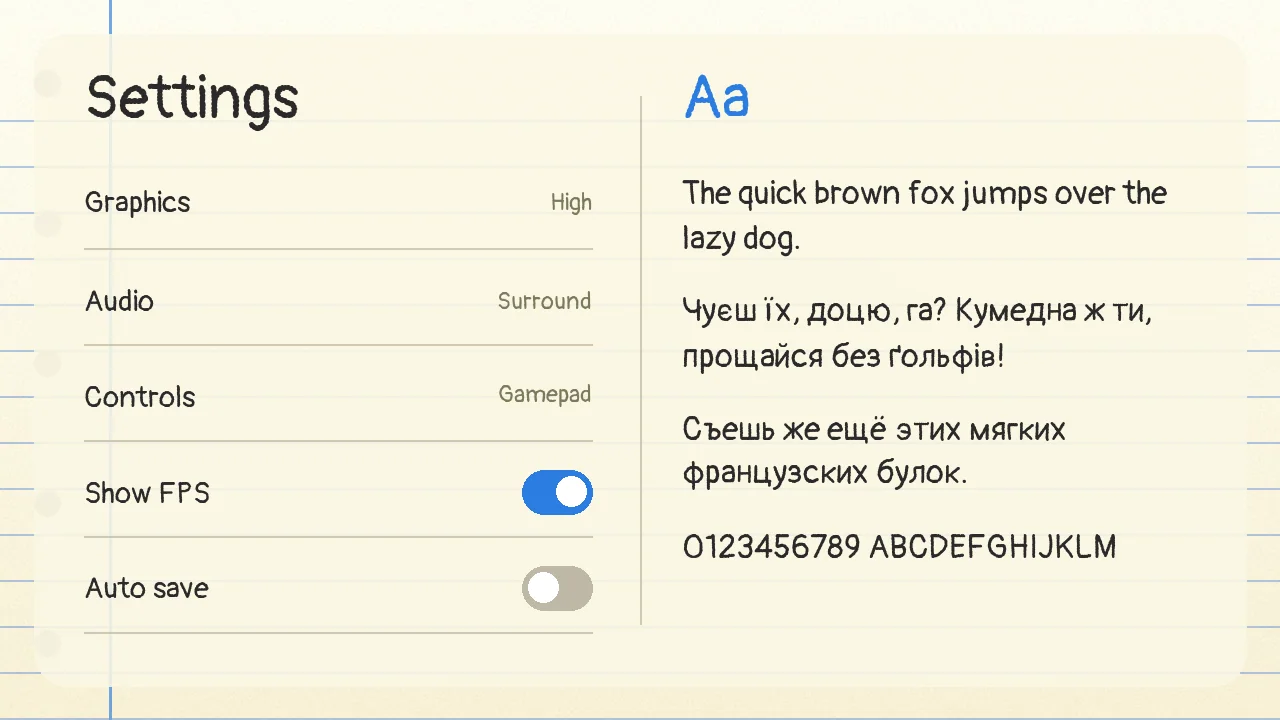 Settings
Graphics
High
Audio
Surround
Controls
Gamepad
Show FPS
Auto save
Aa
The quick brown fox jumps over the
lazy dog.
Чуєш їх, доцю, га? Кумедна ж ти,
прощайся без ґольфів!
Съешь же ещё этих мягких
французских булок.
0123456789 ABCDEFGHIJKLM